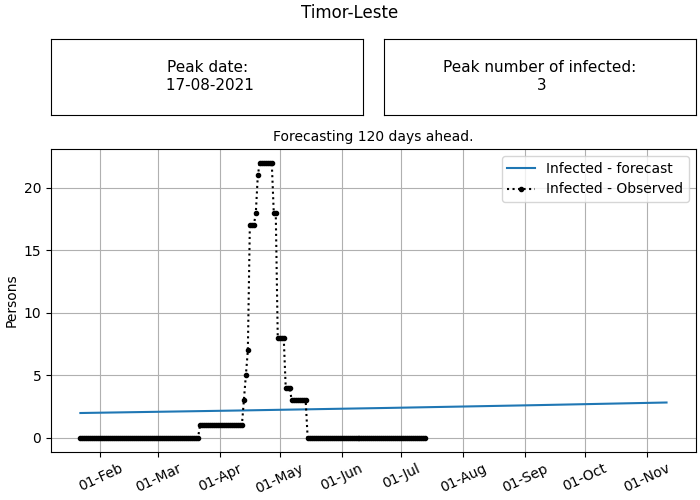 Timor-Leste
Peak date:
17-08-2021
Peak number of infected:
3
Forecasting 120 days ahead.
Infected - forecast
Infected - Observed
Persons
20
15
10
5
0
01-Feb
01-Mar
01-Apr
01-May
01-Jun
01-Jul
01-Aug
01-Sep
01-Oct
01-Nov